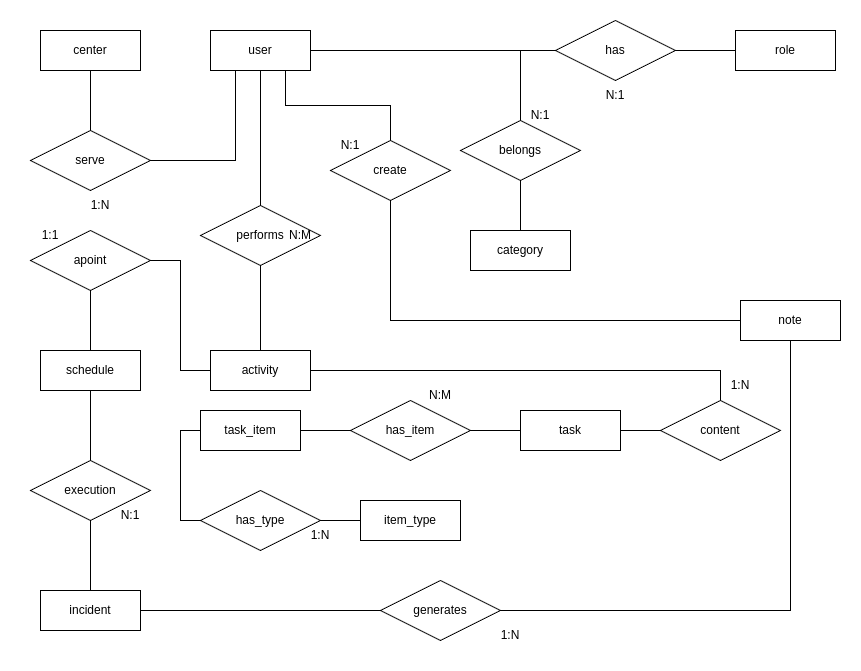 center
user
has
role
N:1
N:1
N:1
belongs
serve
create
1:N
1:1
performs N:M
apoint
category
note
schedule
activity
1:N
N:M
task_item
has_item
task
content
execution
N:1
has_type
item_type
1:N
incident
generates
1:N